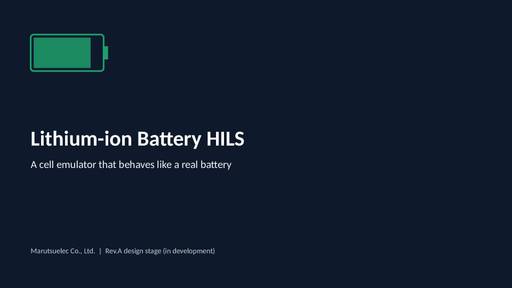 Lithium-ion Battery HILS
A cell emulator that behaves like a real battery
Marutsuelec Co., Ltd. | Rev.A design stage (in development)